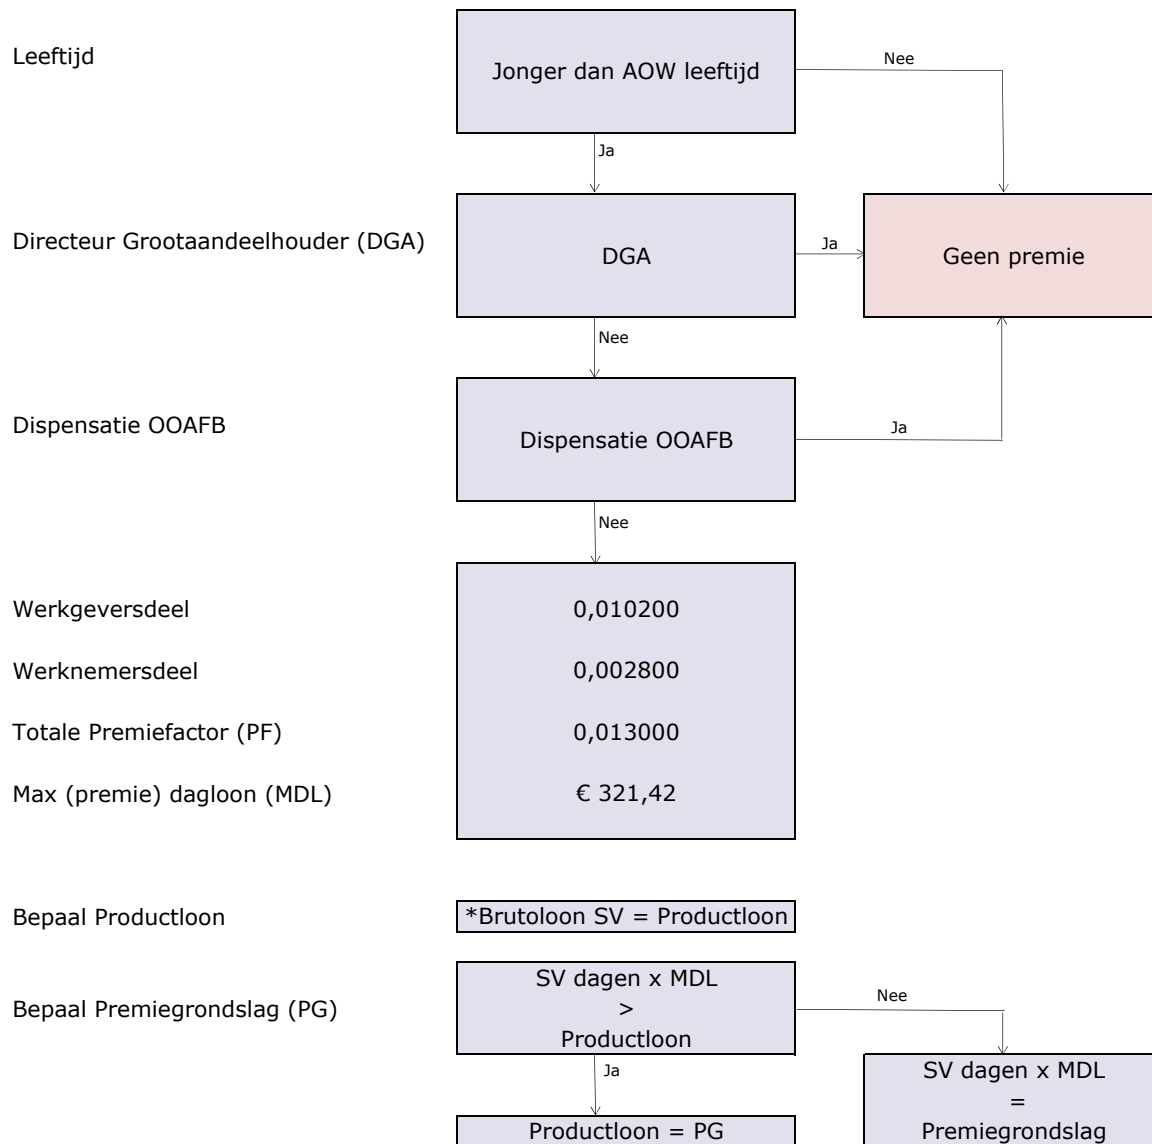 Leeftijd
Jonger dan AOW leeftijd
Nee
Ja
Directeur Grootaandeelhouder (DGA)
DGA
Ja
Geen premie
Nee
Dispensatie OOAFB
Dispensatie OOAFB
Ja
Nee
Werkgeversdeel
0,010200
Werknemersdeel
0,002800
Totale Premiefactor (PF)
0,013000
Max (premie) dagloon (MDL)
€ 321,42
Bepaal Productloon
*Brutoloon SV = Productloon
Bepaal Premiegrondslag (PG)
SV dagen x MDL
>
Productloon
Nee
Ja
SV dagen x MDL
=
Premiegrondslag
Productloon = PG